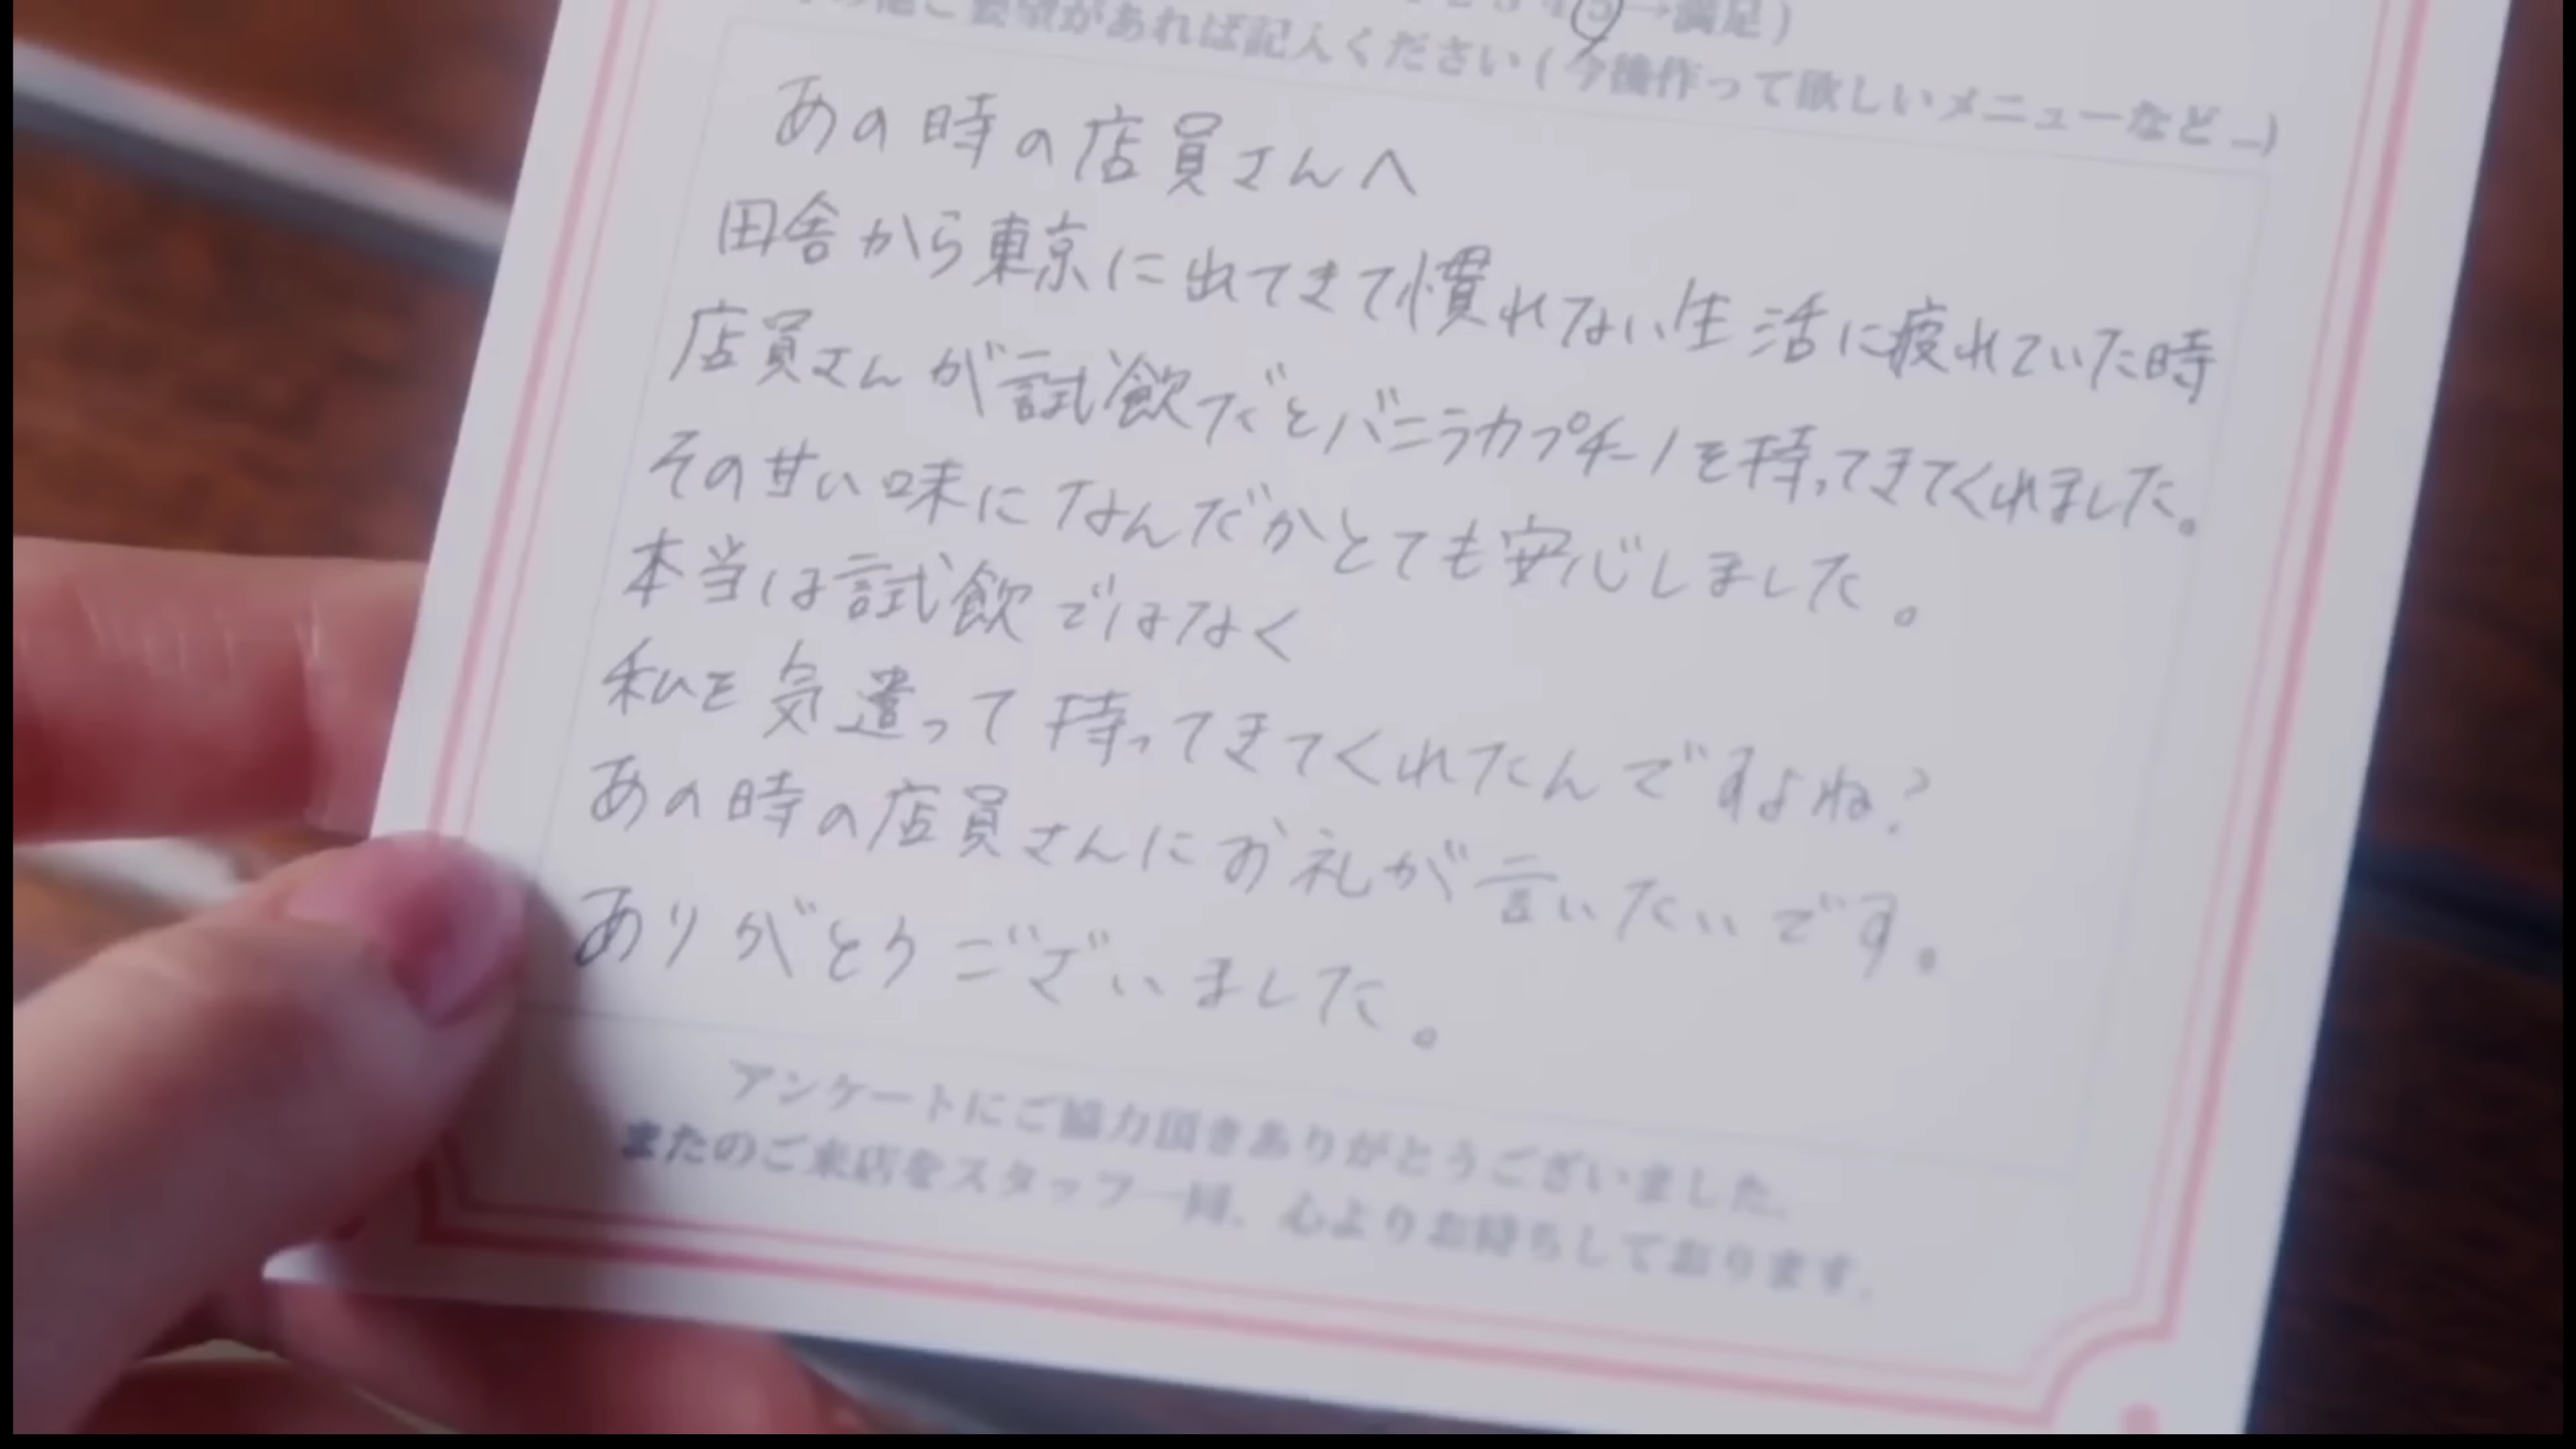 5 →満足)
ご要望があれば記入ください(今後作って欲しいメニューなど...)
あの時の店員さんへ
田舎から東京に出てきて慣れない生活に疲れていた時
店員さんが試飲だとバニラカプチーノを持ってきてくれました。
その甘い味になんだかとても安心しました。
本当は試飲ではなく
私を気遣って持ってきてくれたんですよね?
あの時の店員さんにお礼が言いたいです。
ありがとうございました。
アンケートにご協力頂きありがとうございました。
またのご来店をスタッフ一同、心よりお待ちしております。